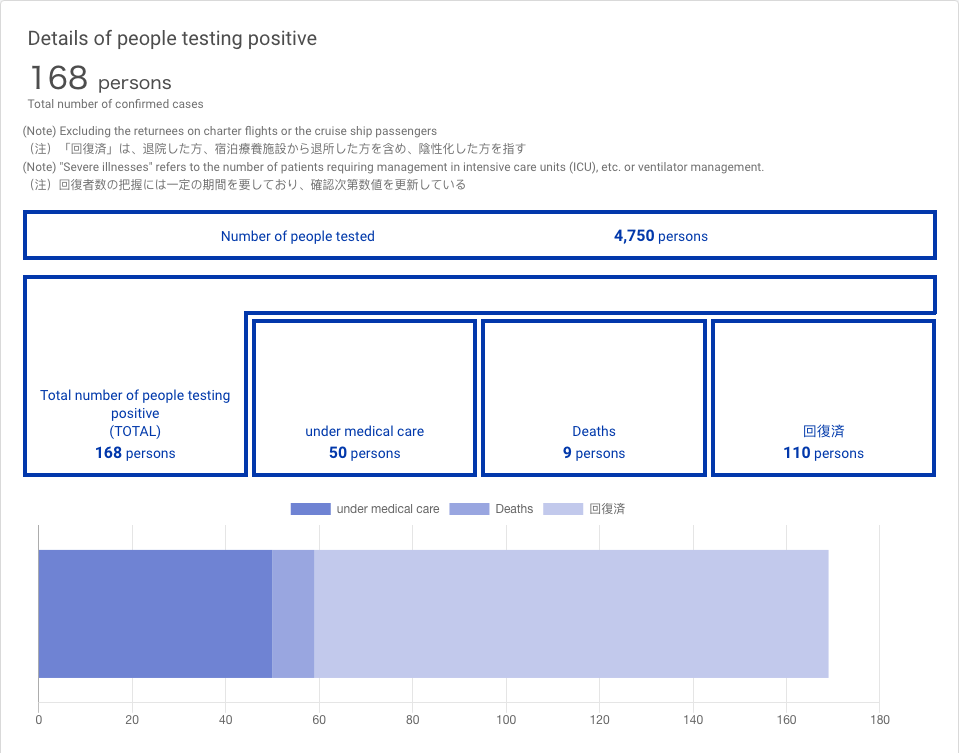 Details of people testing positive
168 persons
Total number of confirmed cases
(Note) Excluding the returnees on charter flights or the cruise ship passengers
（注）「回復済」は、退院した方、宿泊療養施設から退所した方を含め、陰性化した方を指す
(Note) "Severe illnesses" refers to the number of patients requiring management in intensive care units (ICU), etc. or ventilator management.
（注）回復者数の把握には一定の期間を要しており、確認次第数値を更新している
Number of people tested 4,750 persons
Total number of people testing
positive
(TOTAL)
168 persons
under medical care
50 persons
Deaths
9 persons
回復済
110 persons
under medical care Deaths 回復済
0 20 40 60 80 100 120 140 160 180